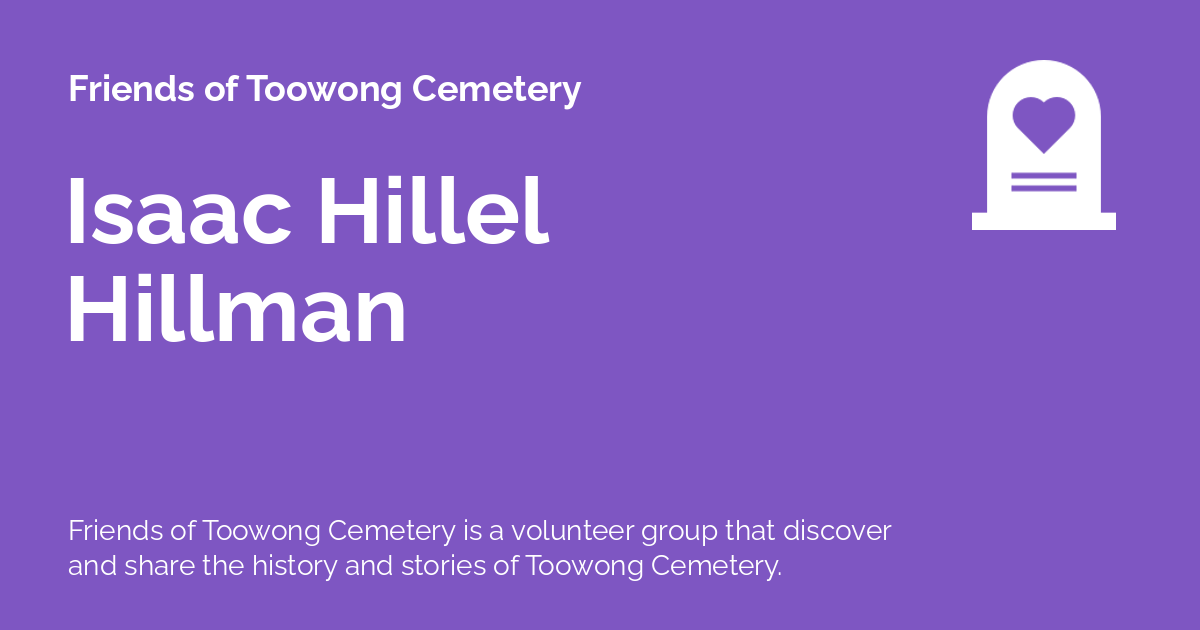 Friends of Toowong Cemetery
Isaac Hillel
Hillman
Friends of Toowong Cemetery is a volunteer group that discover
and share the history and stories of Toowong Cemetery.